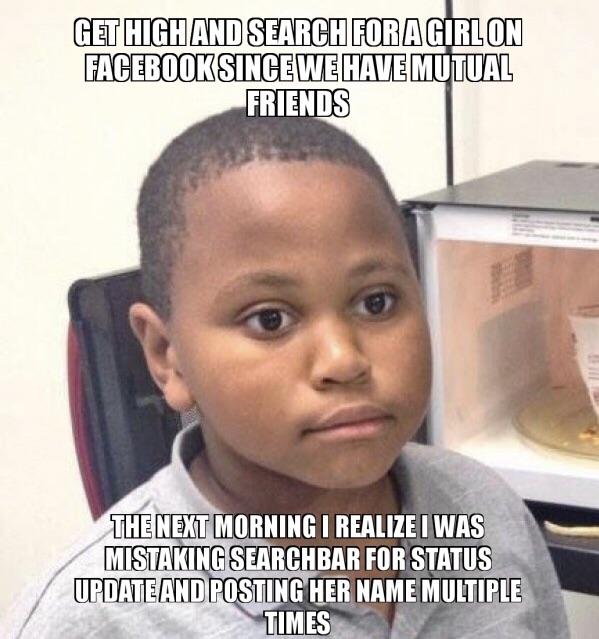 GET HIGH AND SEARCH FOR A GIRL ON
FACEBOOK SINCE WE HAVE MUTUAL
FRIENDS
THE NEXT MORNING I REALIZE I WAS
MISTAKING SEARCHBAR FOR STATUS
UPDATE AND POSTING HER NAME MULTIPLE
TIMES